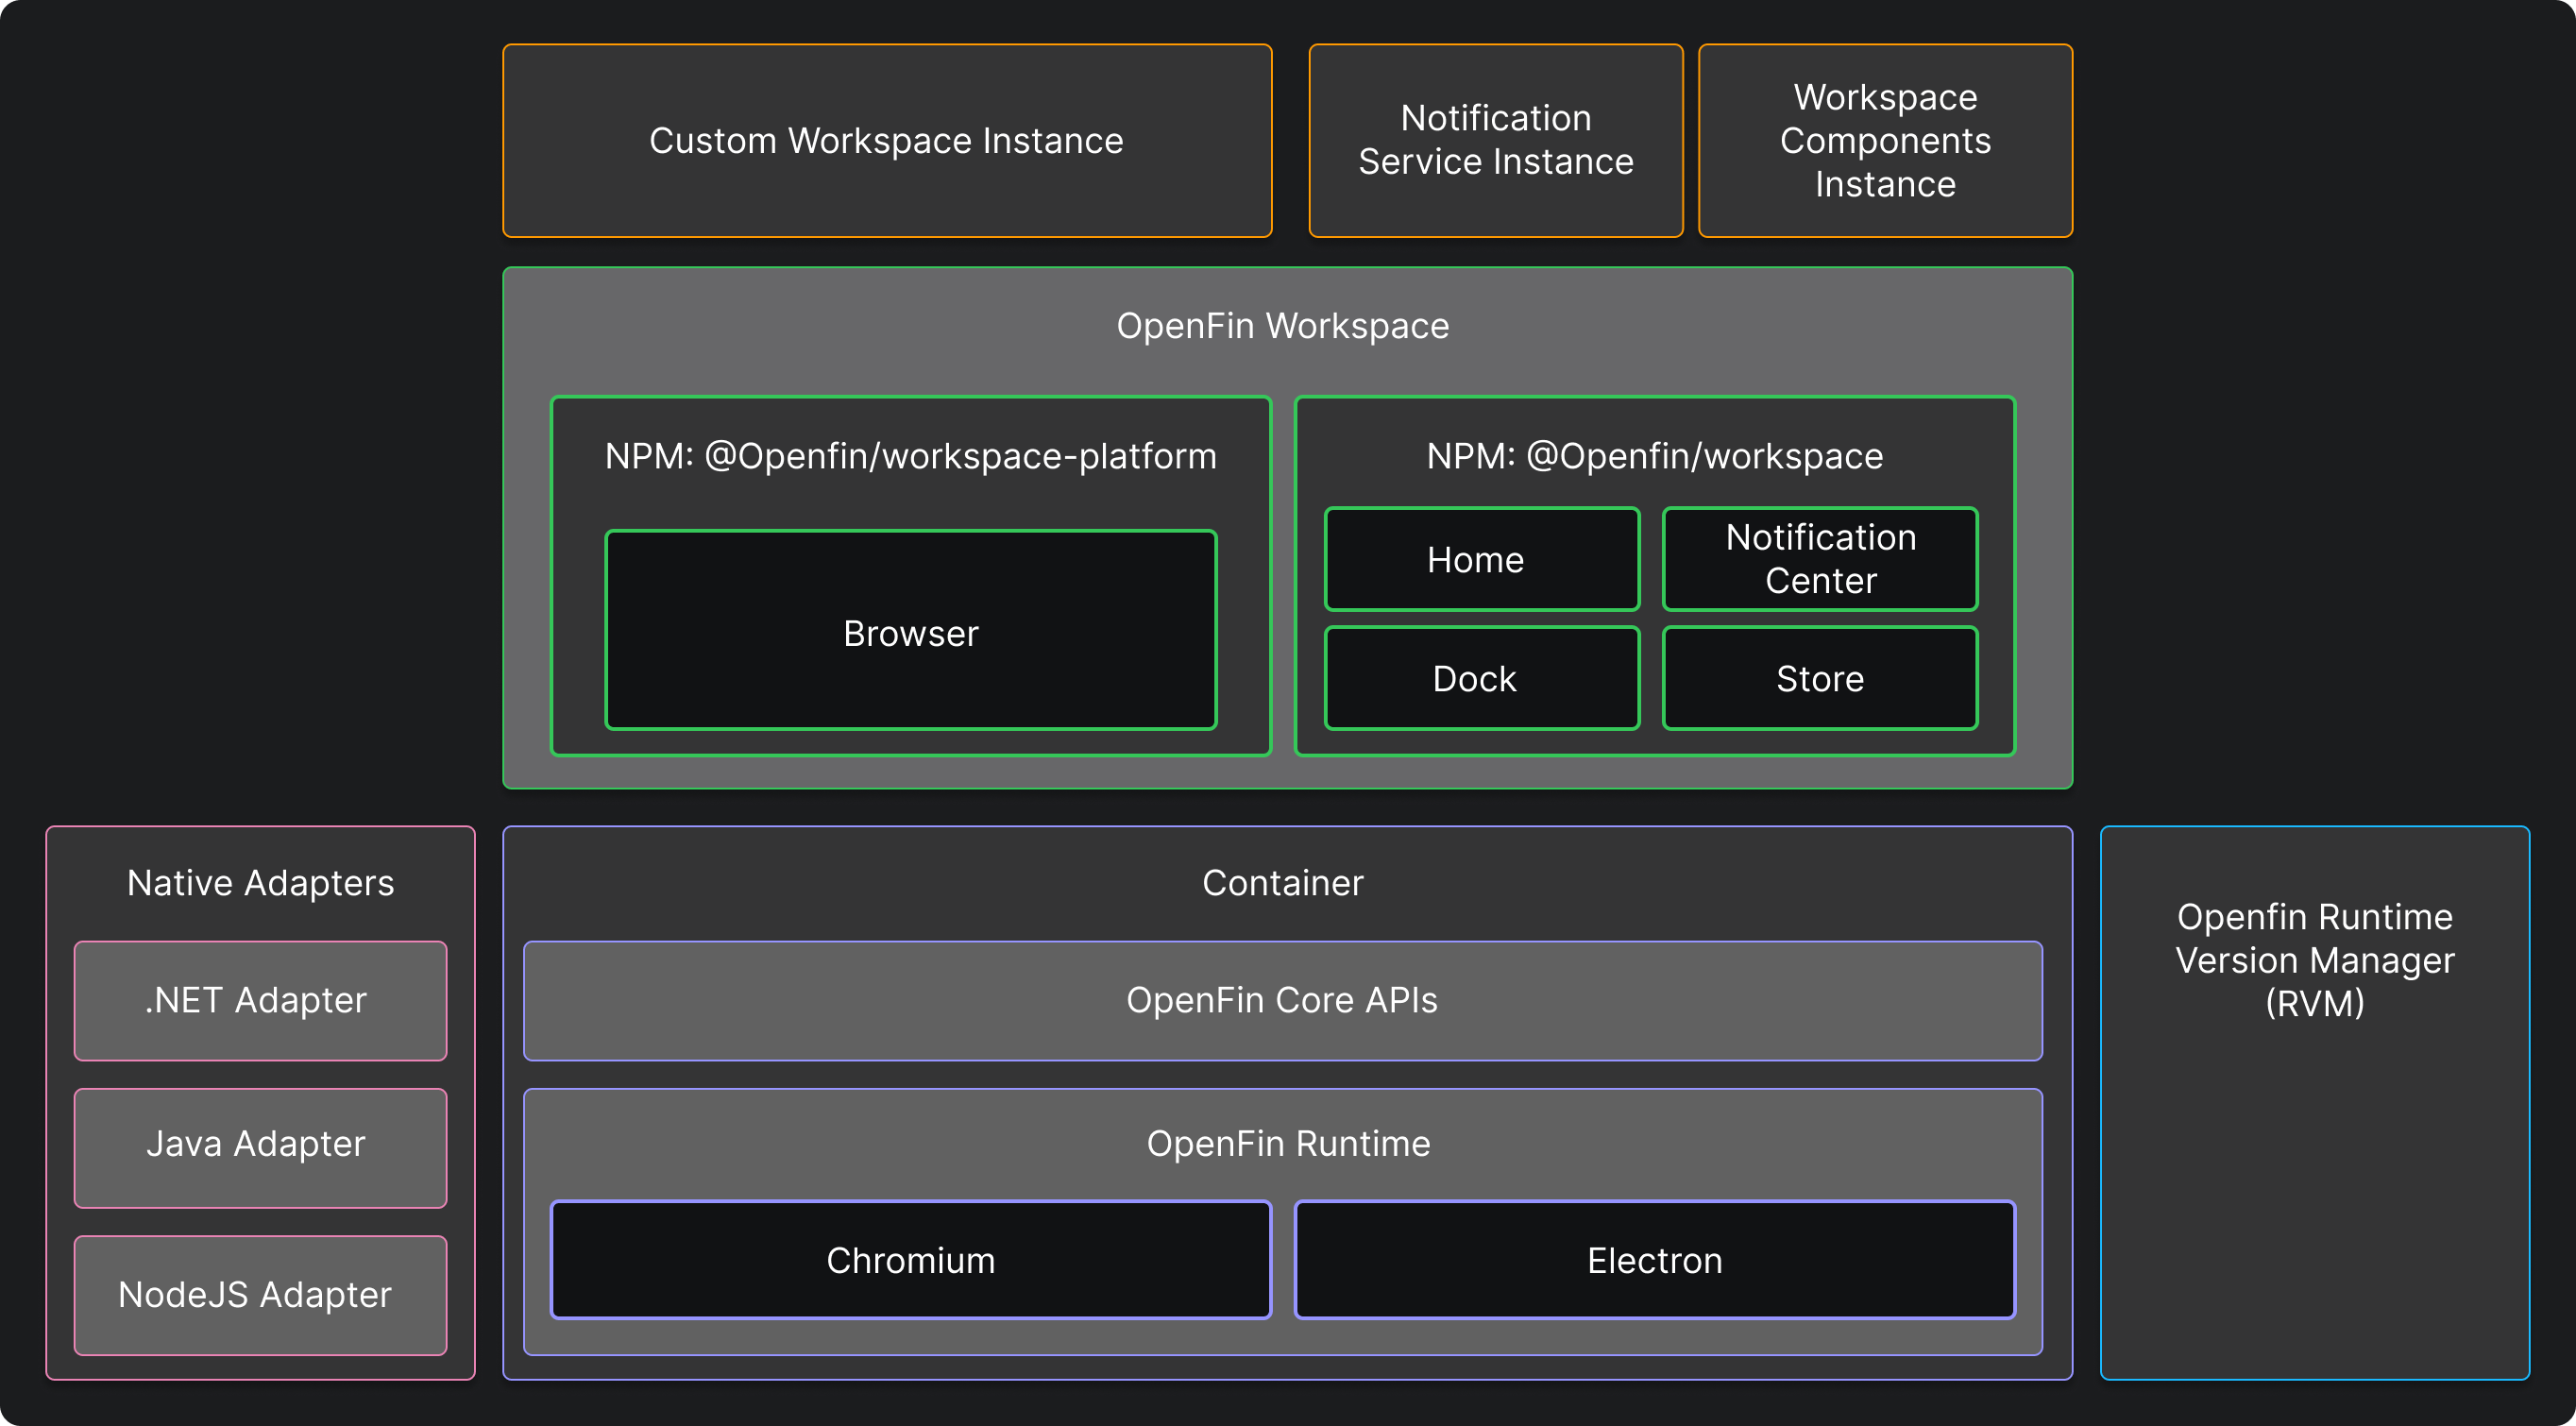 Custom Workspace Instance
Notification
Service Instance
Workspace
Components
Instance
OpenFin Workspace
NPM: @Openfin/workspace-platform
Browser
NPM: @Openfin/workspace
Home
Notification
Center
Dock
Store
Native Adapters
.NET Adapter
Java Adapter
NodeJS Adapter
Container
OpenFin Core APIs
OpenFin Runtime
Chromium
Electron
Openfin Runtime
Version Manager
(RVM)